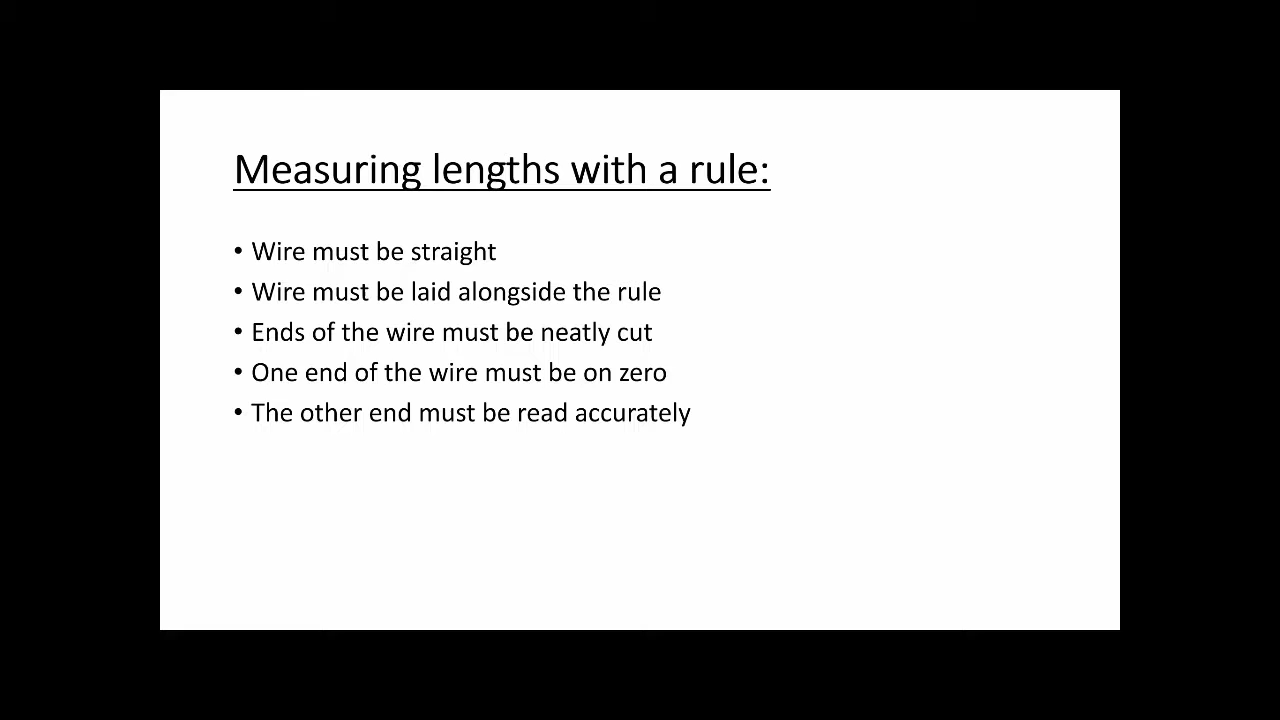 Measuring lengths with a rule:
• Wire must be straight
• Wire must be laid alongside the rule
• Ends of the wire must be neatly cut
• One end of the wire must be on zero
• The other end must be read accurately